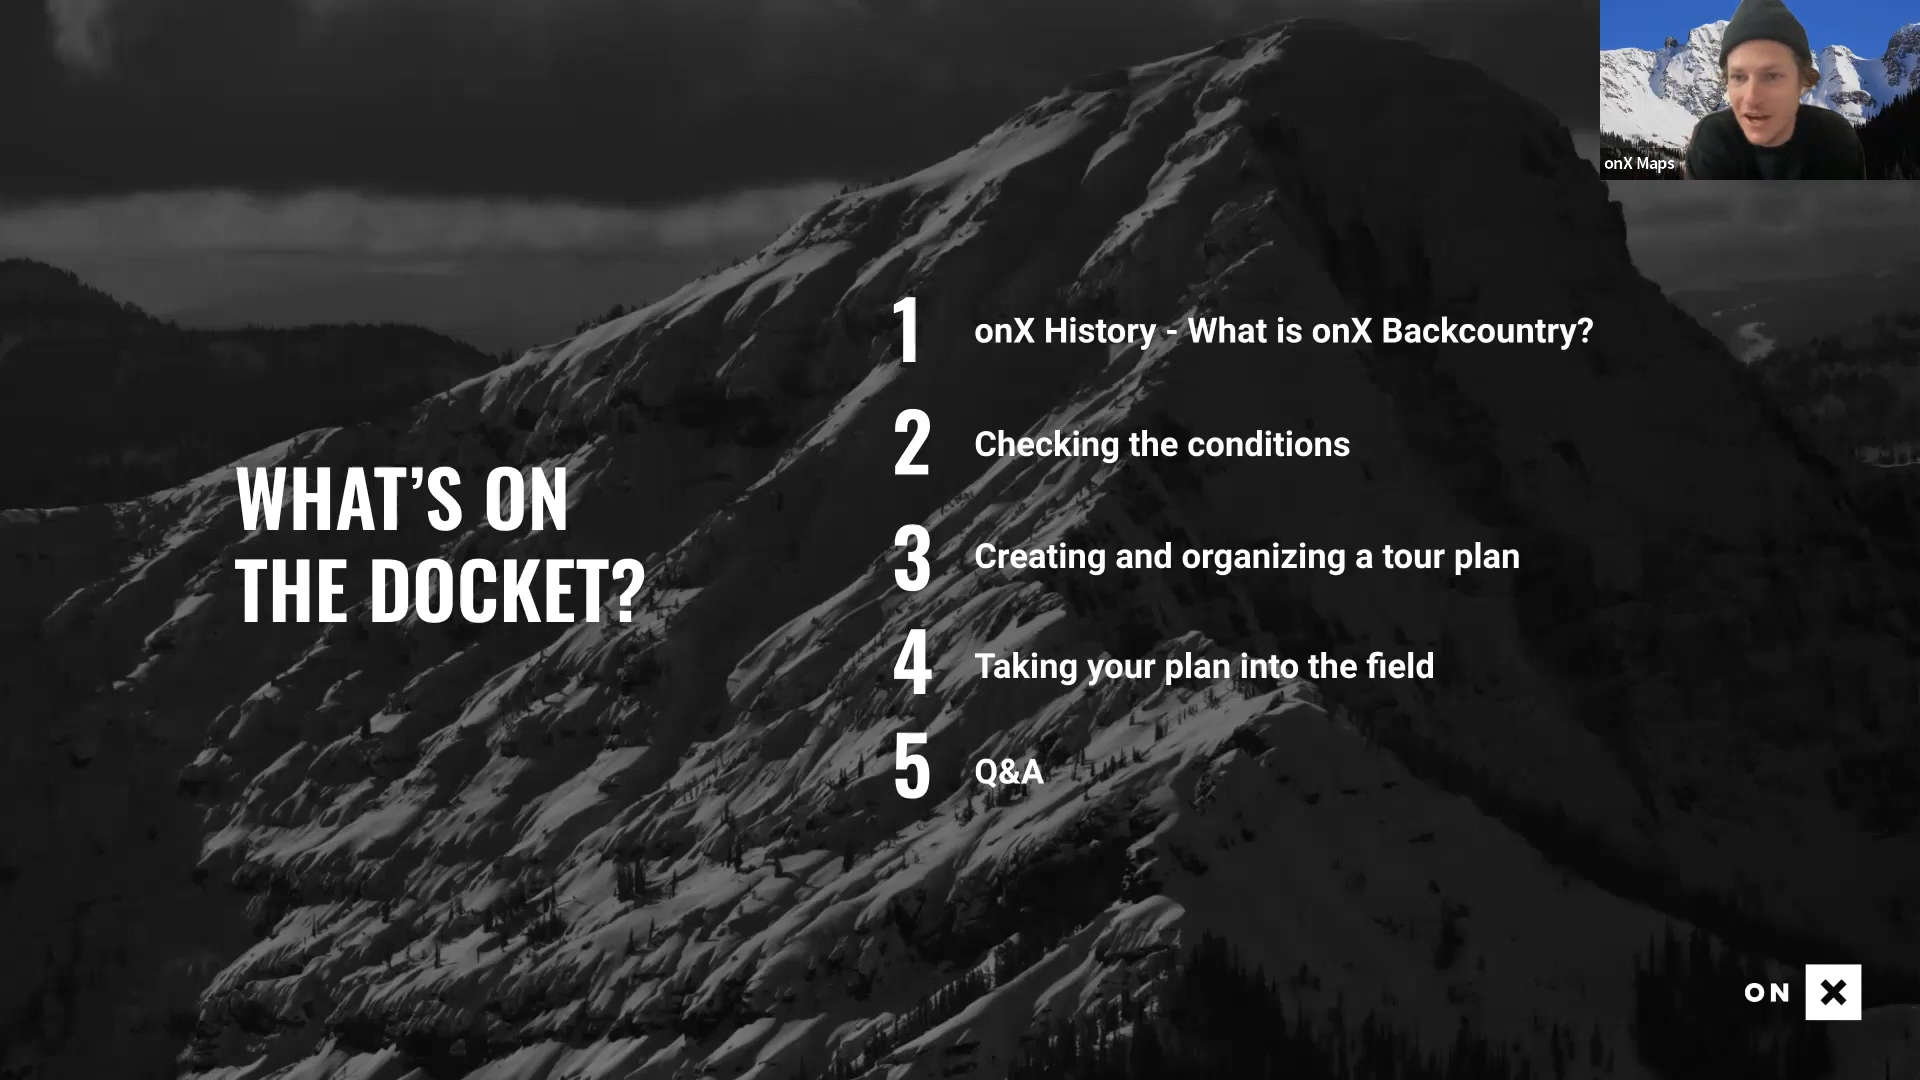 onX Maps
WHAT'S ON
THE DOCKET?
1 onX History - What is onX Backcountry?
2 Checking the conditions
3 Creating and organizing a tour plan
4 Taking your plan into the field
5 Q&A
ON X